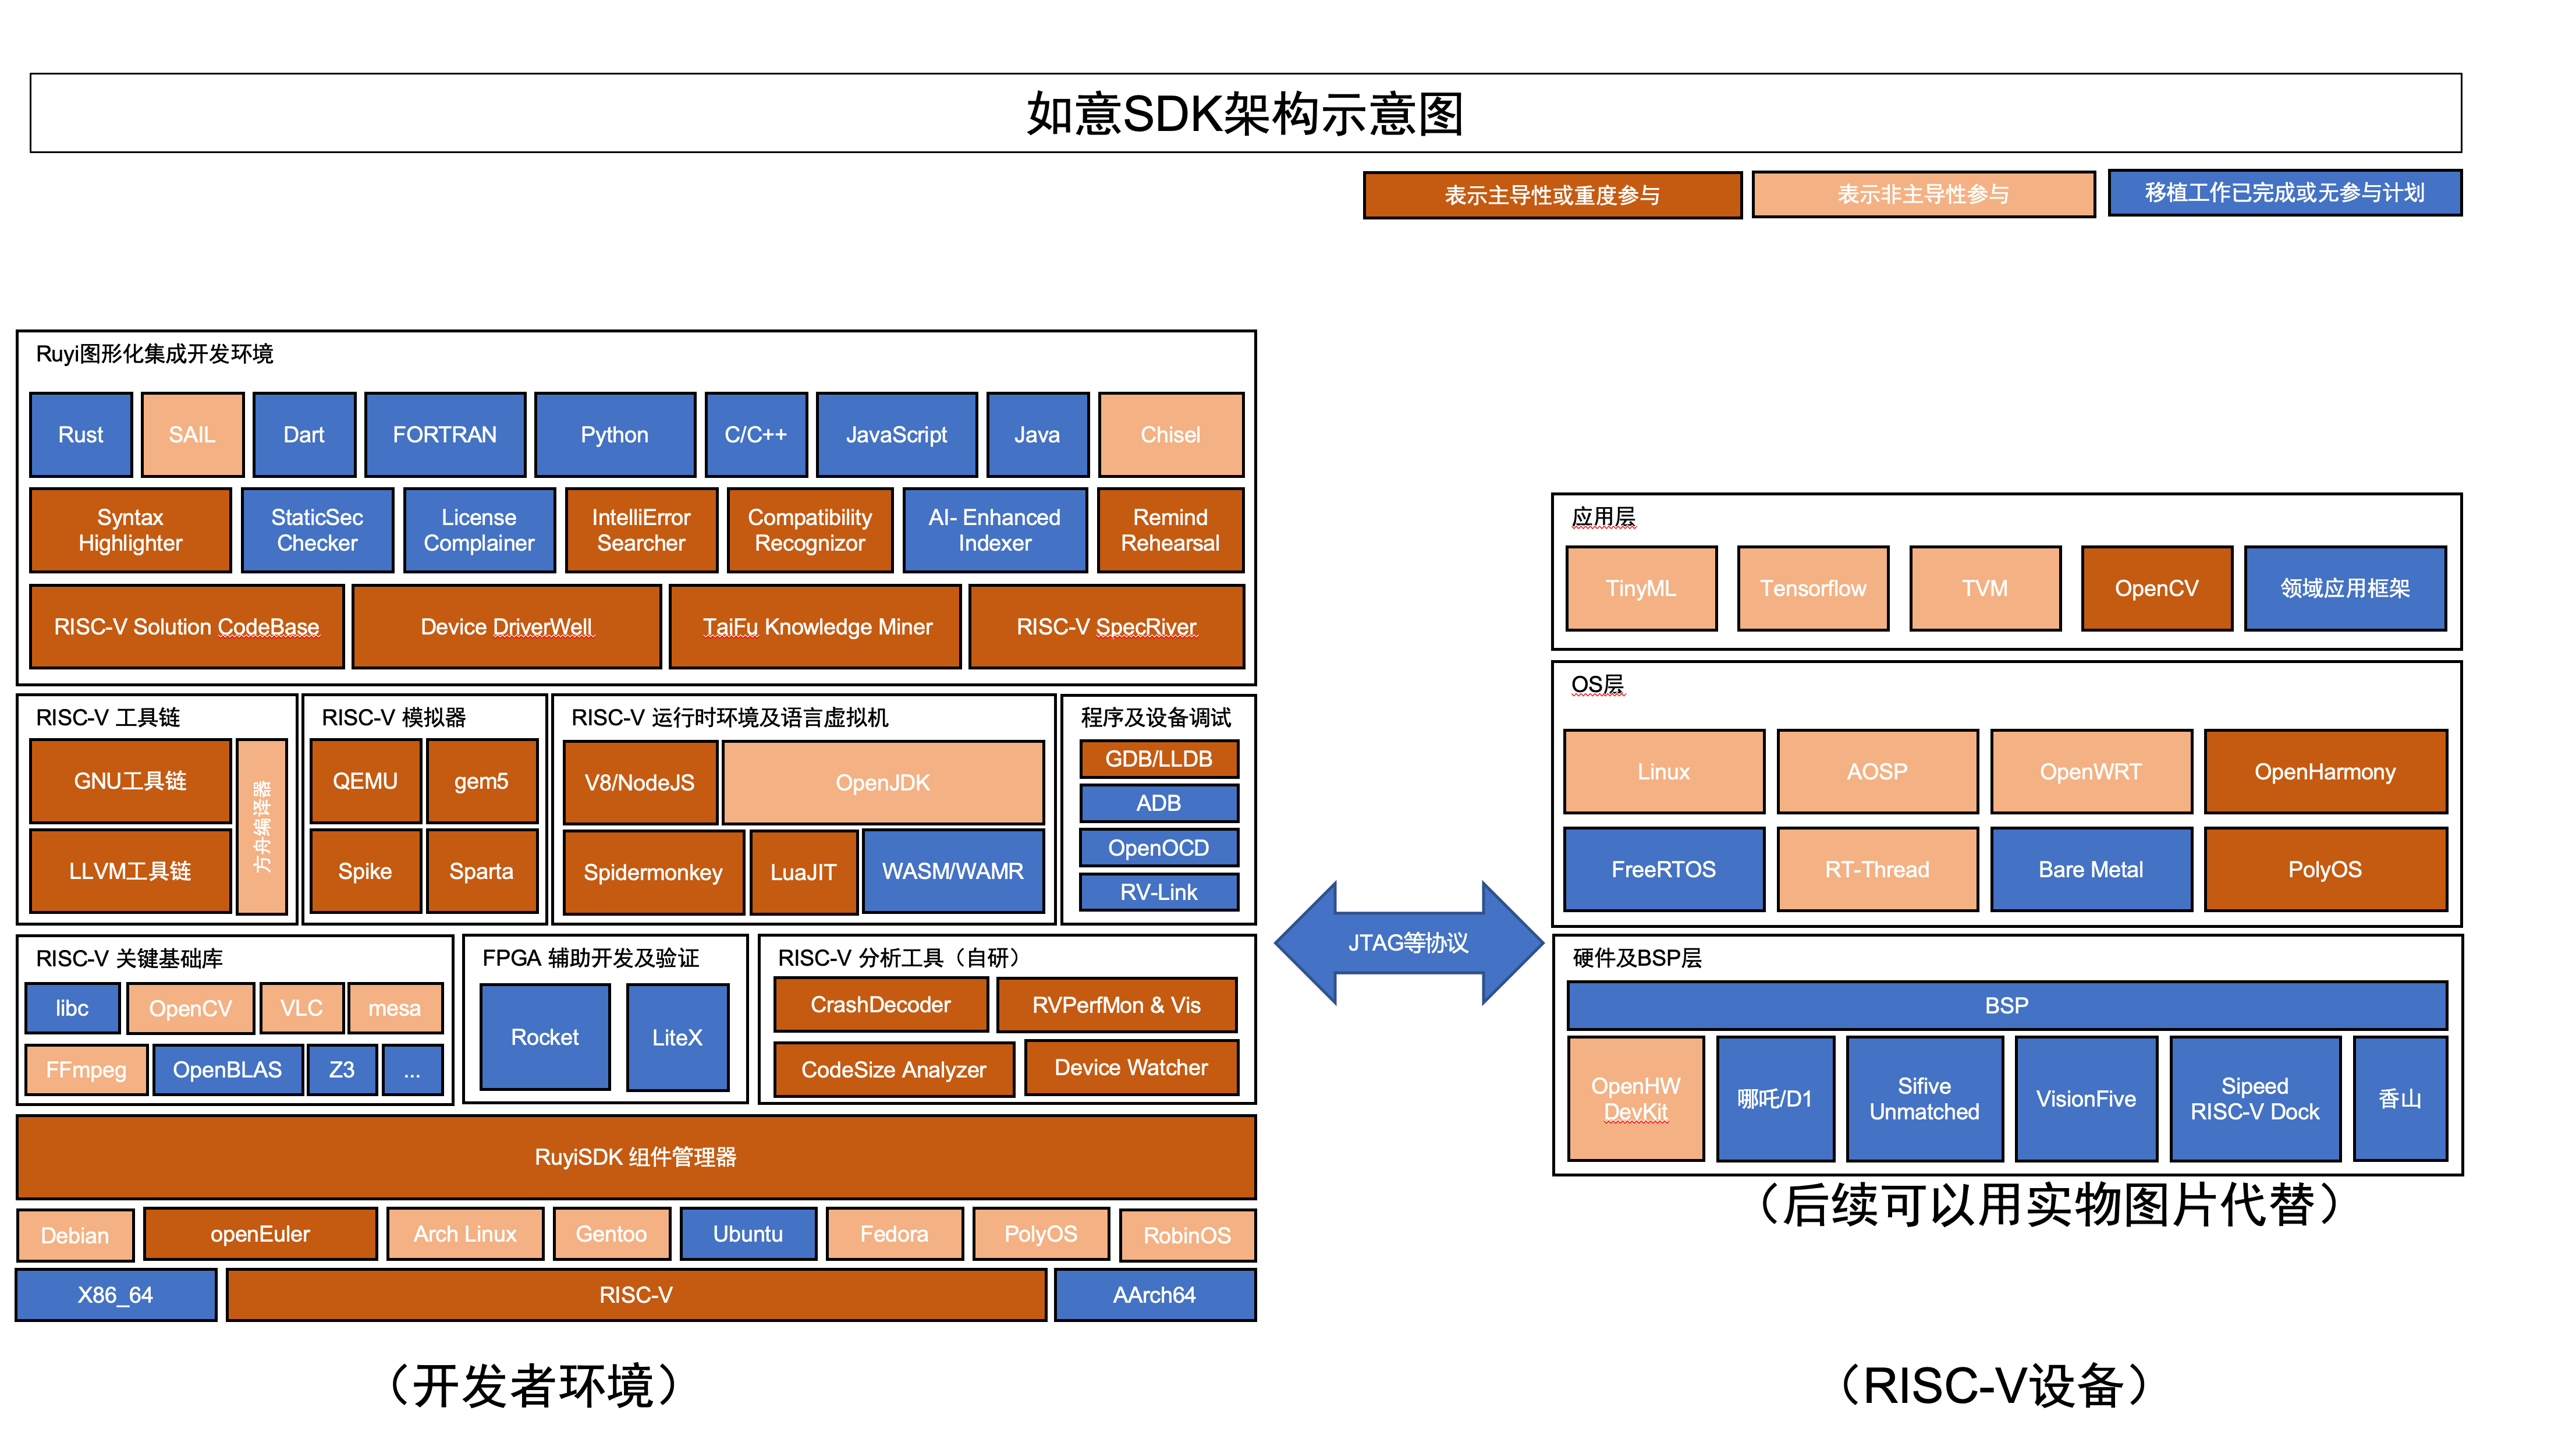 如意SDK架构示意图
表示主导性或重度参与
表示非主导性参与
移植工作已完成或无参与计划
Ruyi图形化集成开发环境
Rust
SAIL
Dart
FORTRAN
Python
C/C++
JavaScript
Java
Chisel
Syntax
Highlighter
StaticSec
Checker
License
Complainer
IntelliError
Searcher
Compatibility
Recognizor
AI- Enhanced
Indexer
Remind
Rehearsal
RISC-V Solution CodeBase
Device DriverWell
TaiFu Knowledge Miner
RISC-V SpecRiver
RISC-V 工具链
GNU工具链
LLVM工具链
方舟编译器
RISC-V 模拟器
QEMU
gem5
Spike
Sparta
RISC-V 运行时环境及语言虚拟机
V8/NodeJS
OpenJDK
Spidermonkey
LuaJIT
WASM/WAMR
程序及设备调试
GDB/LLDB
ADB
OpenOCD
RV-Link
RISC-V 关键基础库
libc
OpenCV
VLC
mesa
FFmpeg
OpenBLAS
Z3
...
FPGA 辅助开发及验证
Rocket
LiteX
RISC-V 分析工具（自研）
CrashDecoder
RVPerfMon & Vis
CodeSize Analyzer
Device Watcher
RuyiSDK 组件管理器
Debian
openEuler
Arch Linux
Gentoo
Ubuntu
Fedora
PolyOS
RobinOS
X86_64
RISC-V
AArch64
（开发者环境）
JTAG等协议
应用层
TinyML
Tensorflow
TVM
OpenCV
领域应用框架
OS层
Linux
AOSP
OpenWRT
OpenHarmony
FreeRTOS
RT-Thread
Bare Metal
PolyOS
硬件及BSP层
BSP
OpenHW
DevKit
哪吒/D1
Sifive
Unmatched
VisionFive
Sipeed
RISC-V Dock
香山
（后续可以用实物图片代替）
（RISC-V设备）